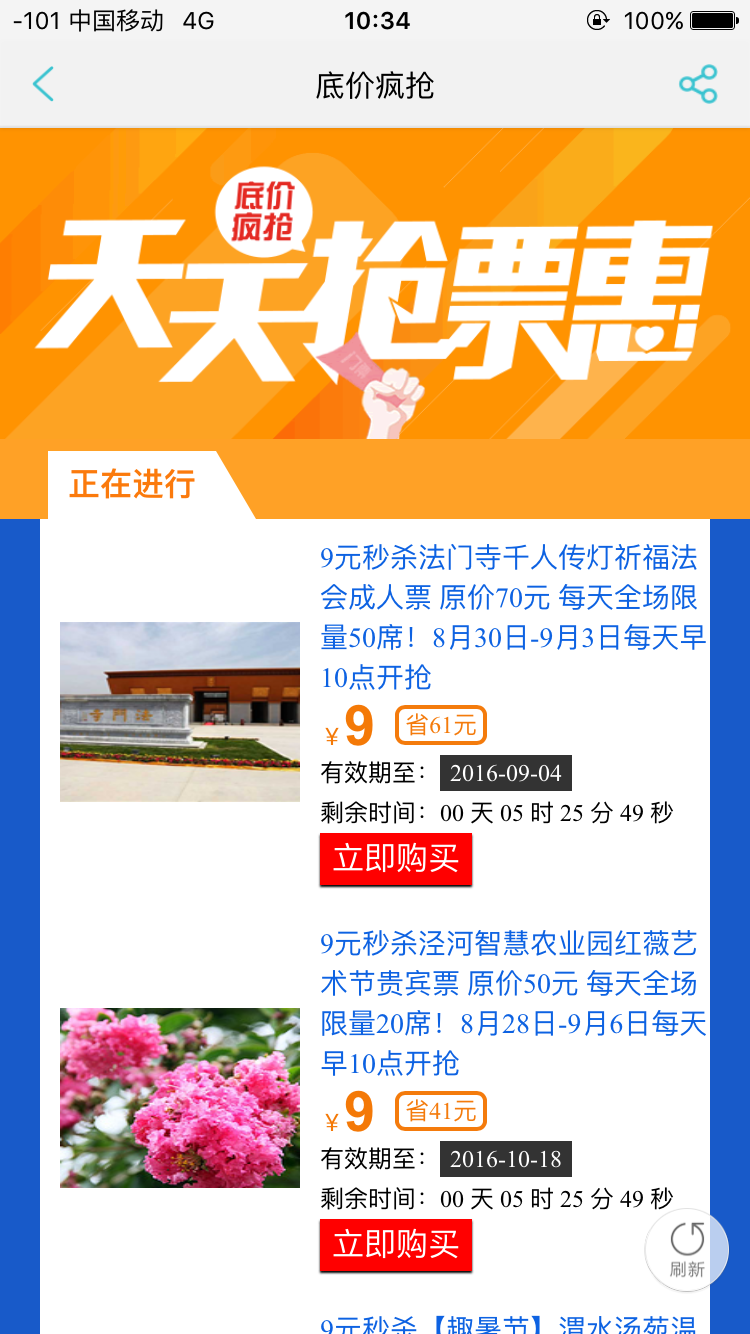 -101 中国移动 4G 10:34 100%
底价疯抢
底价
疯抢
天天抢票惠
正在进行
9元秒杀法门寺千人传灯祈福法
会成人票 原价70元 每天全场限
量50席！8月30日-9月3日每天早
10点开抢
¥9 省61元
有效期至： 2016-09-04
剩余时间：00 天 05 时 25 分 49 秒
立即购买
9元秒杀泾河智慧农业园红薇艺
术节贵宾票 原价50元 每天全场
限量20席！8月28日-9月6日每天
早10点开抢
¥9 省41元
有效期至： 2016-10-18
剩余时间：00 天 05 时 25 分 49 秒
立即购买
刷新
9元秒杀【趣暑节】渭水汤苑温